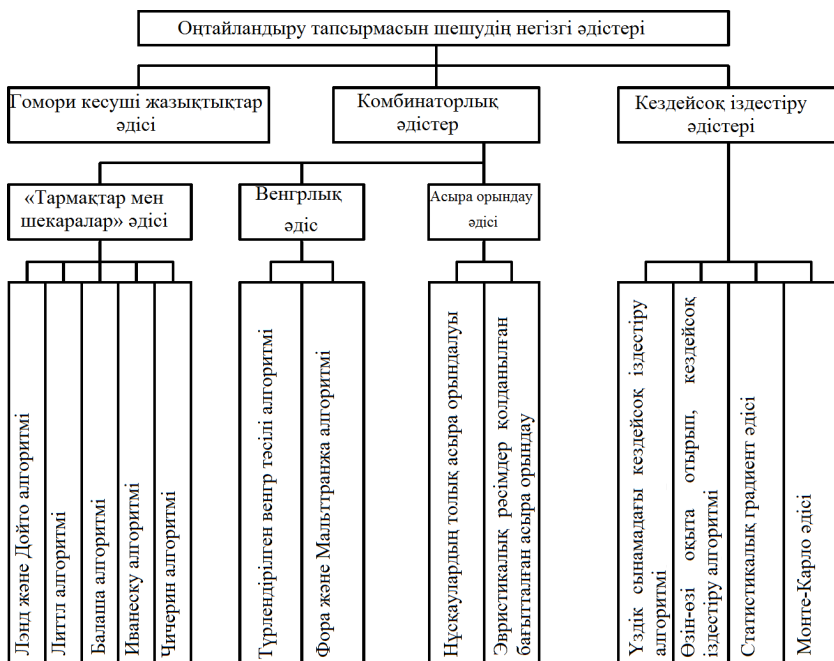 Оңтайландыру тапсырмасын шешудің негізгі әдістері
Гомори кесуші жазықтықтар
әдісі
Комбинаторлық
әдістер
Кездейсоқ іздестіру
әдістері
«Тармақтар мен
шекаралар» әдісі
Венгрлық
әдіс
Асыра орындау
әдісі
Лэнд және Дойго алгоритмі
Литтл алгоритмі
Балаша алгоритмі
Иванеску алгоритмі
Чичерин алгоритмі
Түрлендірілген венгр тәсілі алгоритмі
Фора және Мальттранжа алгоритмі
Нұсқаулардың толық асыра орындалуы
Эвристикалық рәсімдер қолданылған
бағытталған асыра орындау
Үздік сынамадағы кездейсоқ іздестіру
алгоритмі
Өзін-өзі оқыта отырып, кездейсоқ
іздестіру алгоритмі
Статистикалық градиент әдісі
Монте-Карло әдісі